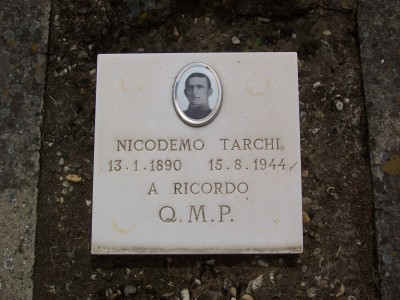 NICODEMO TARCHI
13.1.1890 15.8.1944
A RICORDO
Q.M.P.